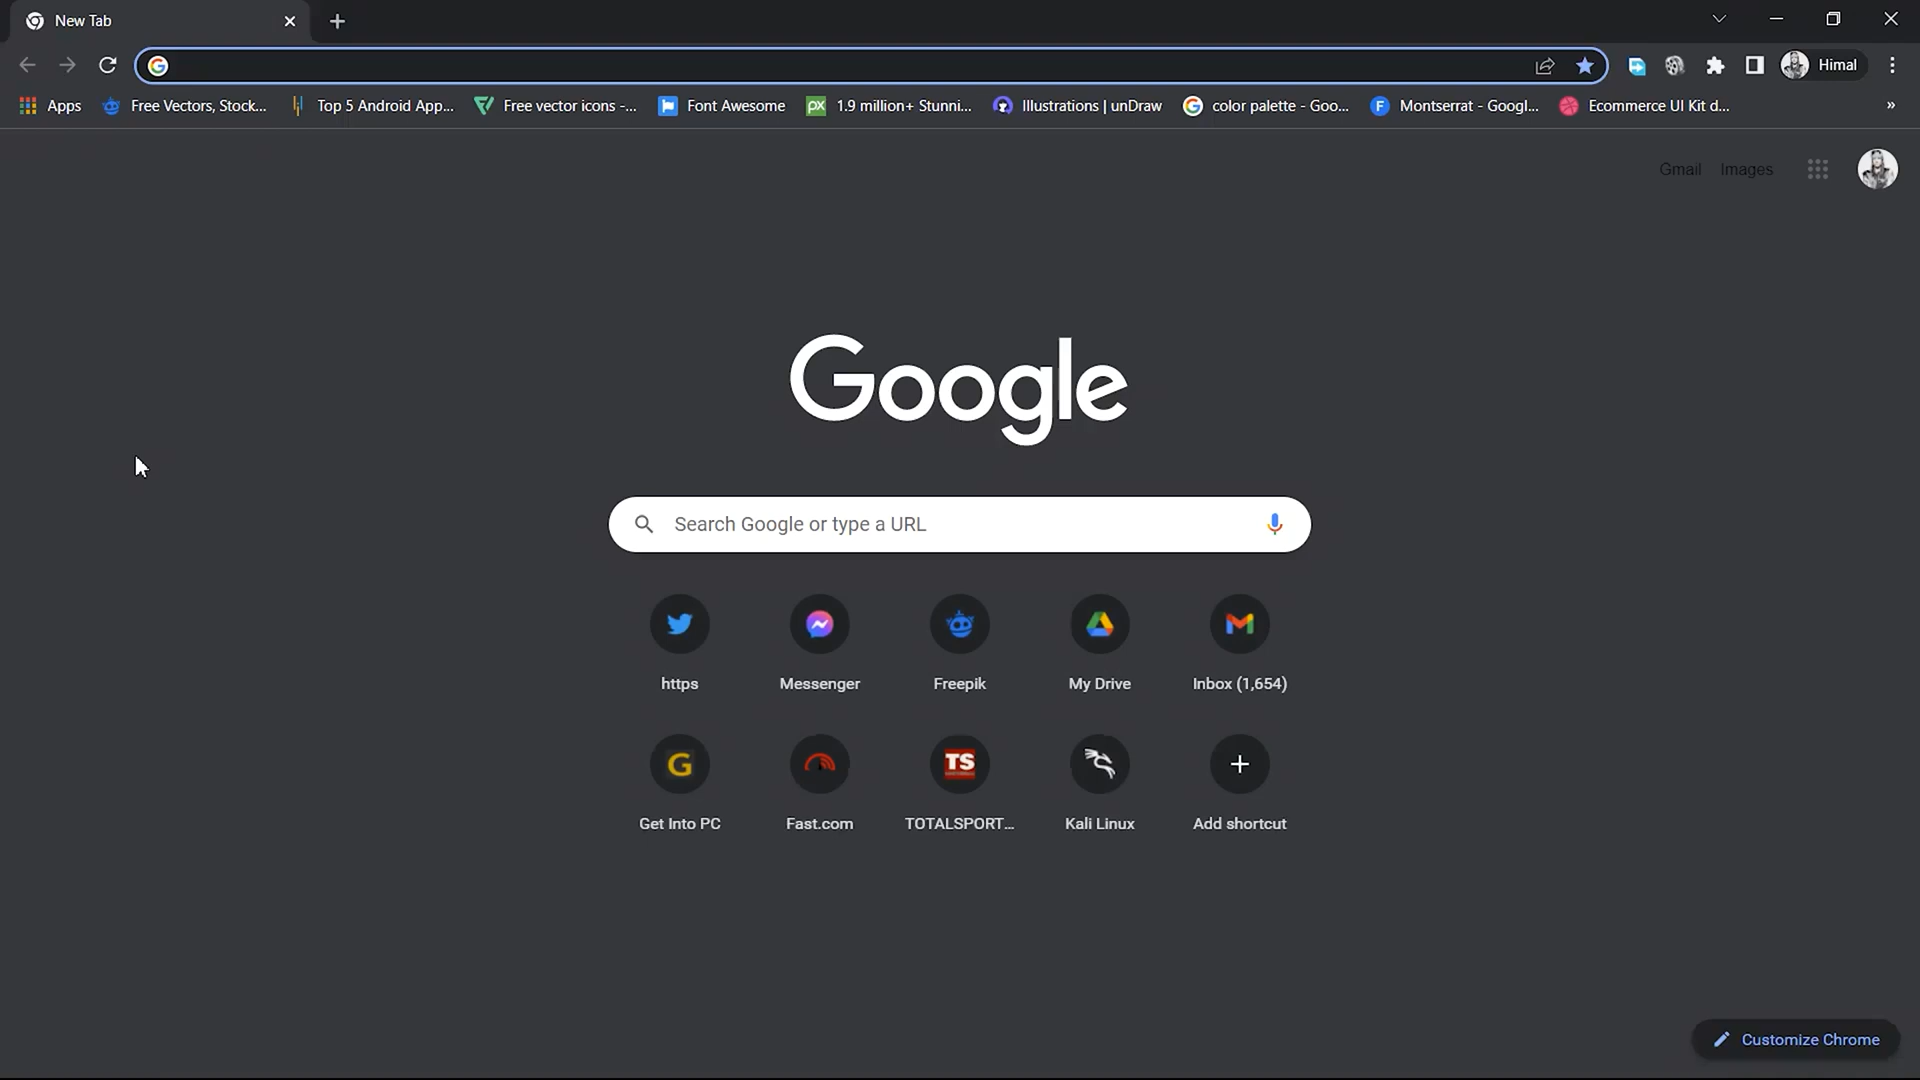 New Tab
Himal
Apps Free Vectors, Stock... Top 5 Android App... Free vector icons -... Font Awesome px 1.9 million+ Stunni... Illustrations | unDraw color palette - Goo... F Montserrat - Googl... Ecommerce UI Kit d... »
Gmail Images
Google
Search Google or type a URL
https Messenger Freepik My Drive Inbox (1,654)
G TS
Get Into PC Fast.com TOTALSPORT... Kali Linux Add shortcut
Customize Chrome